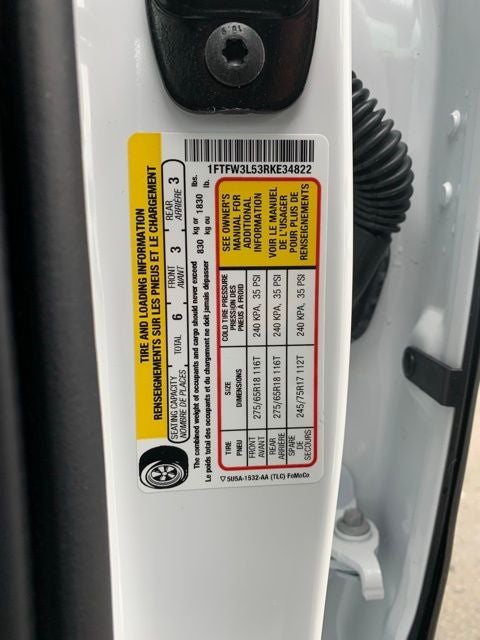 1FTFW3L53RKE34822
TIRE AND LOADING INFORMATION
RENSEIGNEMENTS SUR LES PNEUS ET LE CHARGEMENT
SEATING CAPACITY
NOMBRE DE PLACES
TOTAL 6
FRONT
AVANT
3
REAR
ARRIÈRE
3
The combined weight of occupants and cargo should never exceed 830 kg or 1830 lbs.
Le poids total des occupants et du chargement ne doit jamais dépasser 830 kg ou 1830 lb.
TIRE
PNEU
SIZE
DIMENSIONS
COLD TIRE PRESSURE
PRESSION DES
PNEUS A FROID
FRONT
AVANT
275/65R18 116T
240 KPA, 35 PSI
REAR
ARRIÈRE
275/65R18 116T
240 KPA, 35 PSI
SPARE
DE
SECOURS
245/75R17 112T
240 KPA, 35 PSI
SEE OWNER'S
MANUAL FOR
ADDITIONAL
INFORMATION
VOIR LE MANUEL
DE L'USAGER
POUR PLUS DE
RENSEIGNEMENTS
5U5A-1532-AA (TLC) FoMoCo